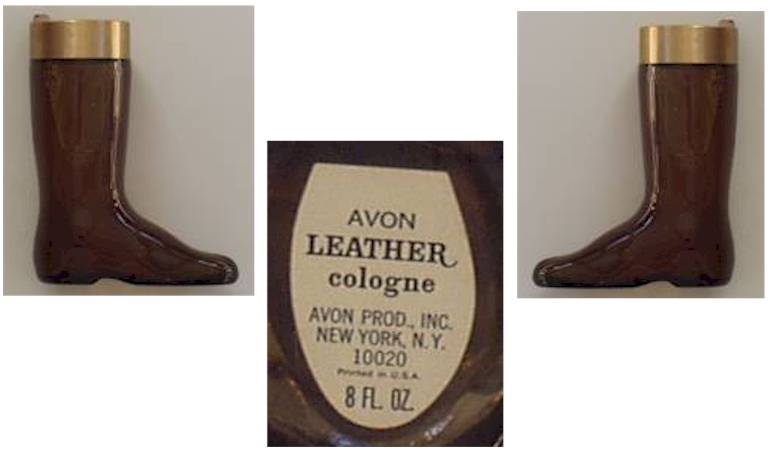 AVON
LEATHER
cologne
AVON PROD., INC.
NEW YORK, N.Y.
10020
Printed in U.S.A.
8 FL. OZ.